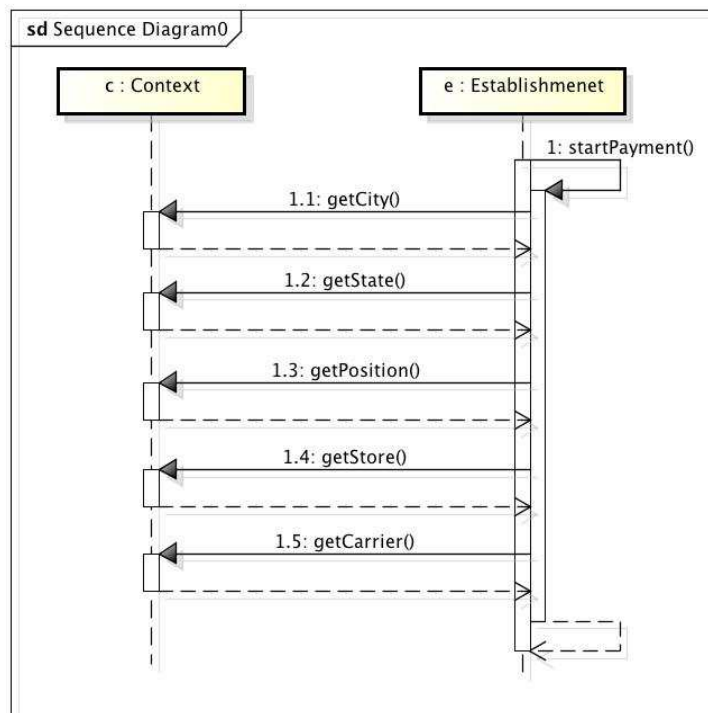 sd Sequence Diagram0
c : Context
e : Establishmenet
1: startPayment()
1.1: getCity()
1.2: getState()
1.3: getPosition()
1.4: getStore()
1.5: getCarrier()